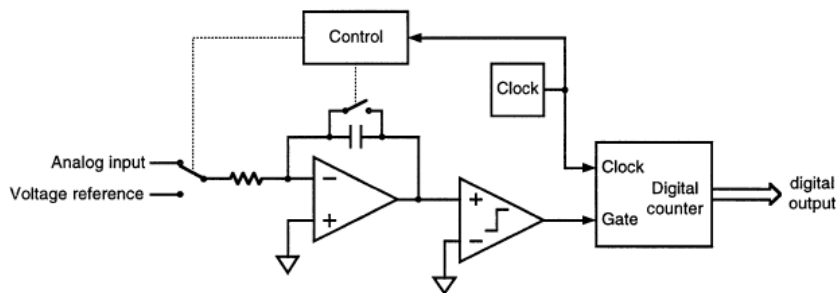 Control
Clock
Analog input
Voltage reference
Clock
Digital
counter
Gate
digital
output